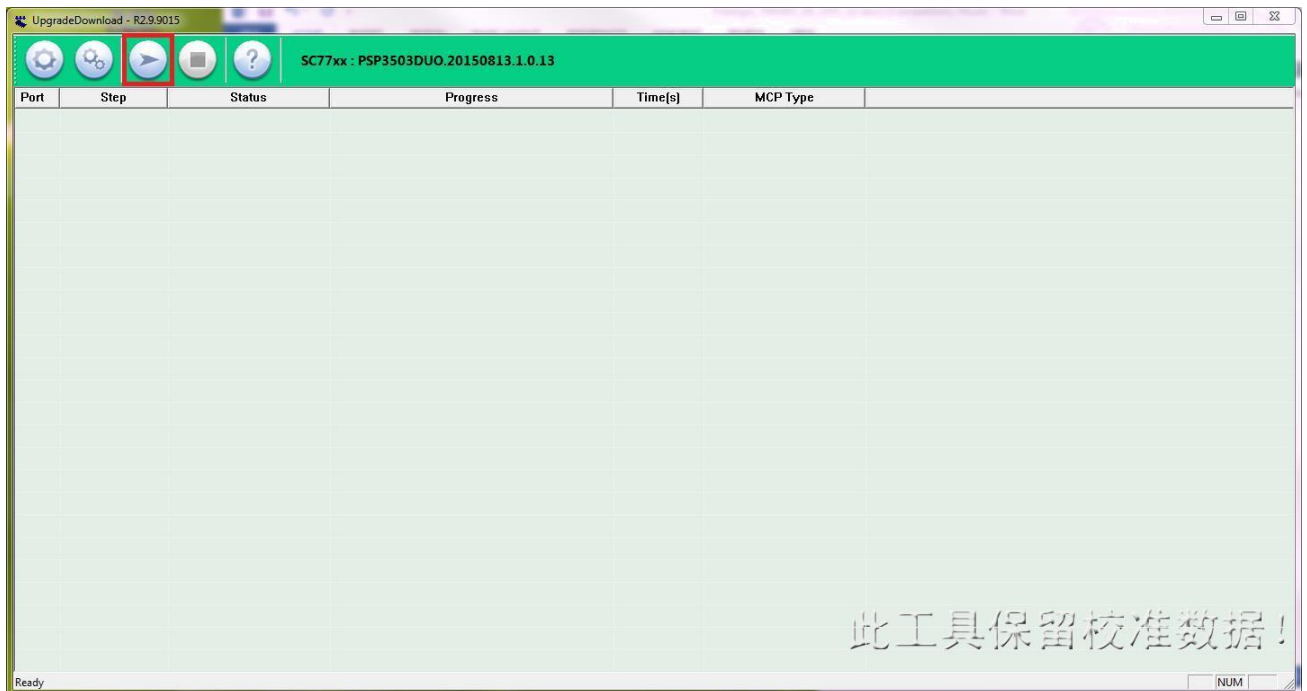 UpgradeDownload - R2.9.9015
SC77xx : PSP3503DUO.20150813.1.0.13
Port Step Status Progress Time(s) MCP Type
此工具保留校准数据!
Ready NUM